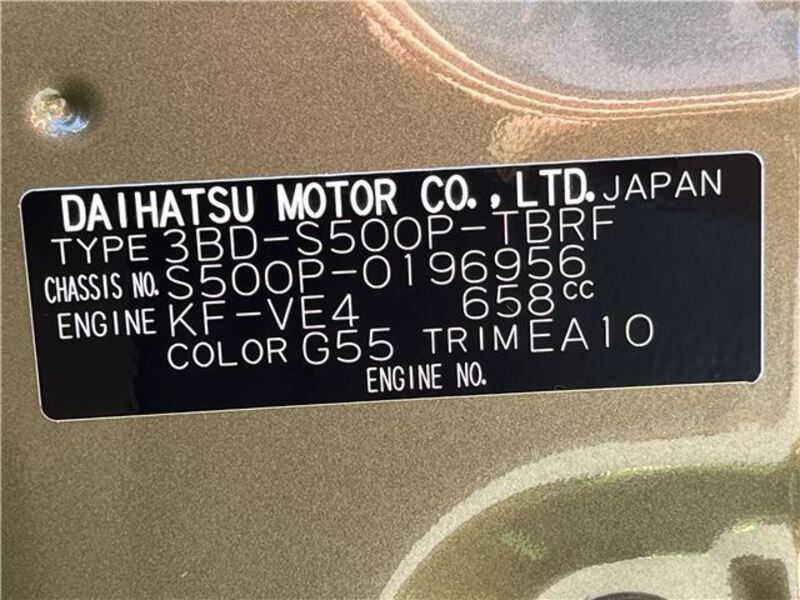 DAIHATSU MOTOR CO., LTD. JAPAN
TYPE 3BD-S500P-TBRF
CHASSIS NO. S500P-0196956
ENGINE KF-VE4 658cc
COLOR G55 TRIM EA10
ENGINE NO.